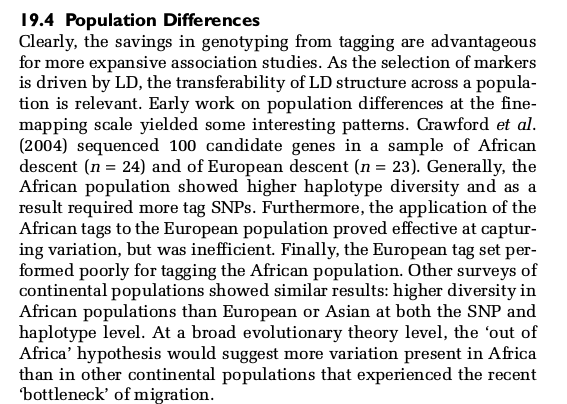 19.4 Population Differences
Clearly, the savings in genotyping from tagging are advantageous
for more expansive association studies. As the selection of markers
is driven by LD, the transferability of LD structure across a popula-
tion is relevant. Early work on population differences at the fine-
mapping scale yielded some interesting patterns. Crawford et al.
(2004) sequenced 100 candidate genes in a sample of African
descent (n = 24) and of European descent (n = 23). Generally, the
African population showed higher haplotype diversity and as a
result required more tag SNPs. Furthermore, the application of the
African tags to the European population proved effective at captur-
ing variation, but was inefficient. Finally, the European tag set per-
formed poorly for tagging the African population. Other surveys of
continental populations showed similar results: higher diversity in
African populations than European or Asian at both the SNP and
haplotype level. At a broad evolutionary theory level, the ‘out of
Africa’ hypothesis would suggest more variation present in Africa
than in other continental populations that experienced the recent
‘bottleneck’ of migration.